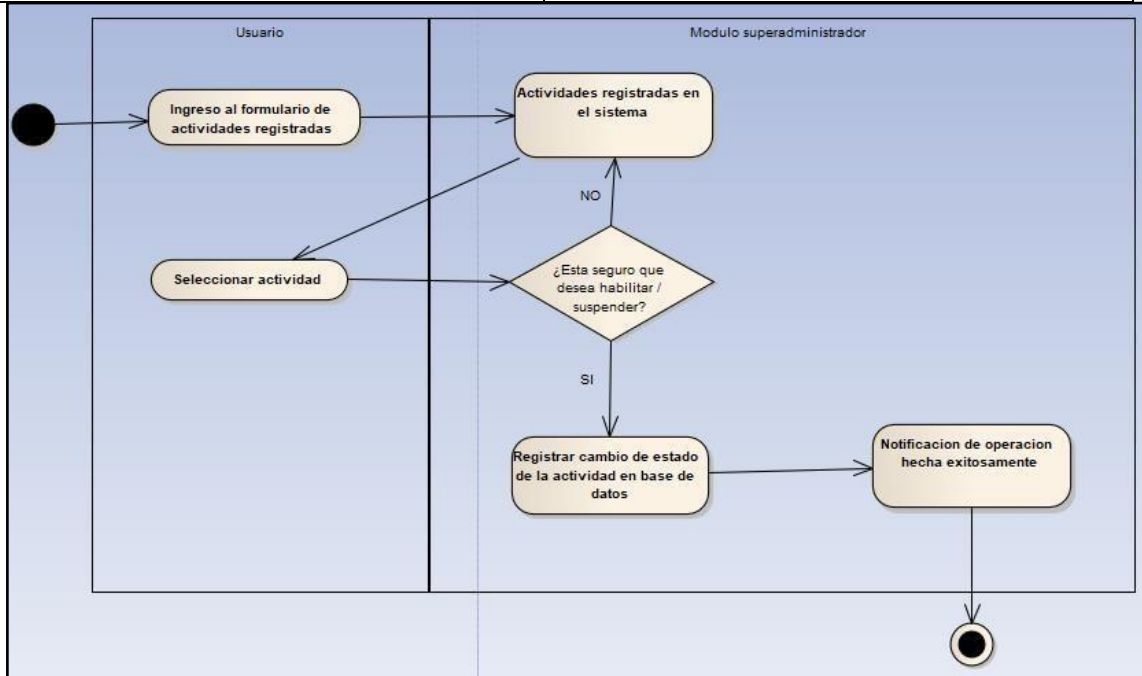 Usuario
Modulo superadministrador
Ingreso al formulario de
actividades registradas
Actividades registradas en
el sistema
NO
Seleccionar actividad
¿Esta seguro que
desea habilitar /
suspender?
SI
Registrar cambio de estado
de la actividad en base de
datos
Notificacion de operacion
hecha exitosamente